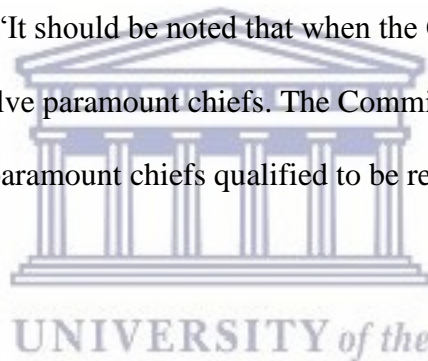 “It should be noted that when the
lve paramount chiefs. The Commi
paramount chiefs qualified to be re
UNIVERSITY of the